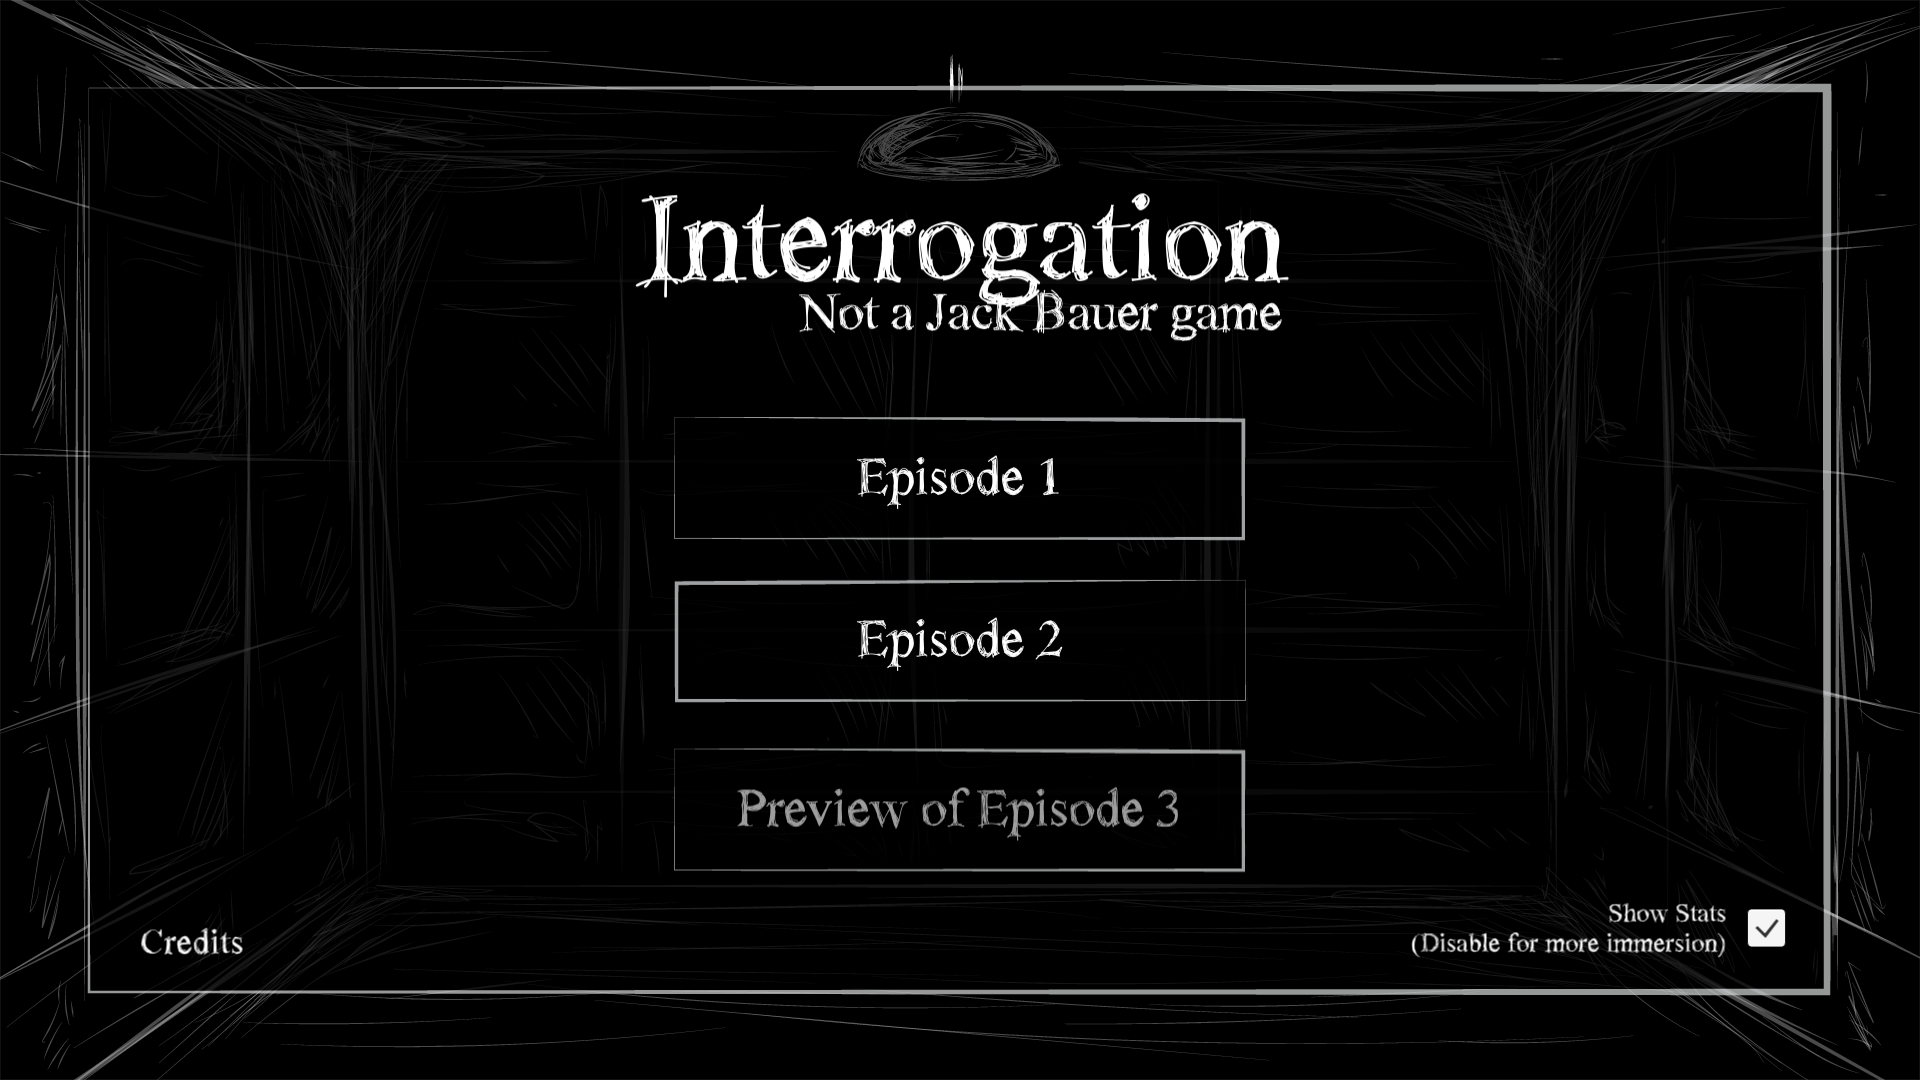 Interrogation
Not a Jack Bauer game
Episode 1
Episode 2
Preview of Episode 3
Credits
Show Stats
(Disable for more immersion)